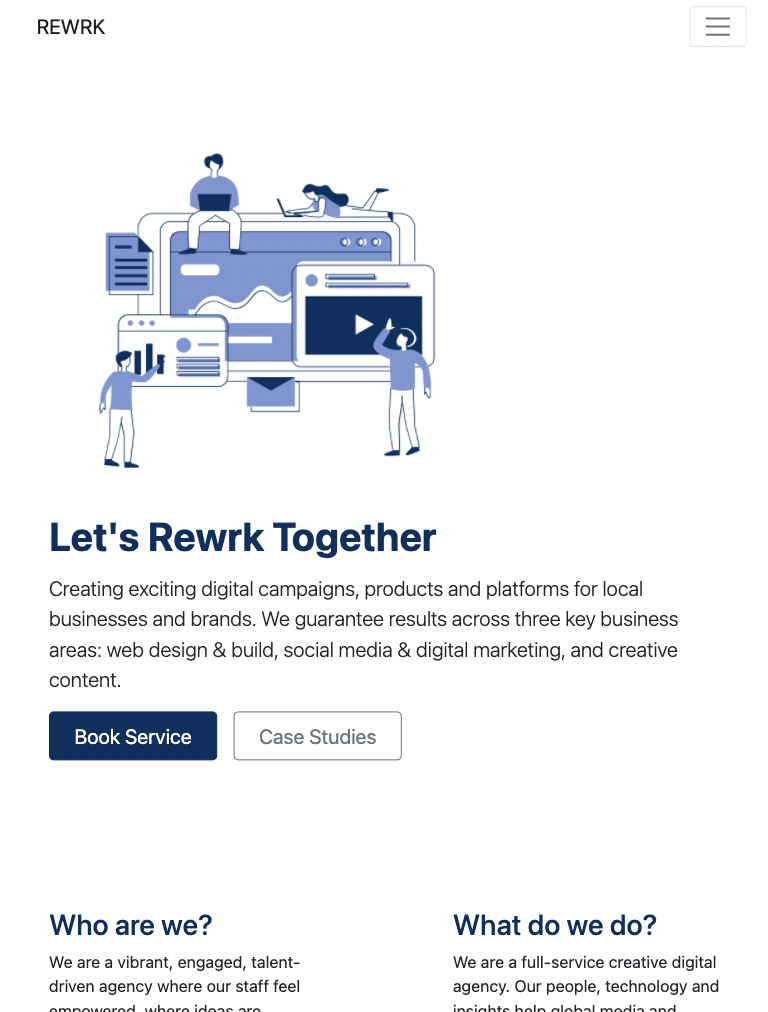 REWRK
Let's Rewrk Together
Creating exciting digital campaigns, products and platforms for local
businesses and brands. We guarantee results across three key business
areas: web design & build, social media & digital marketing, and creative
content.
Book Service
Case Studies
Who are we?
We are a vibrant, engaged, talent-
driven agency where our staff feel
empowered, where ideas are
What do we do?
We are a full-service creative digital
agency. Our people, technology and
insights help global media and